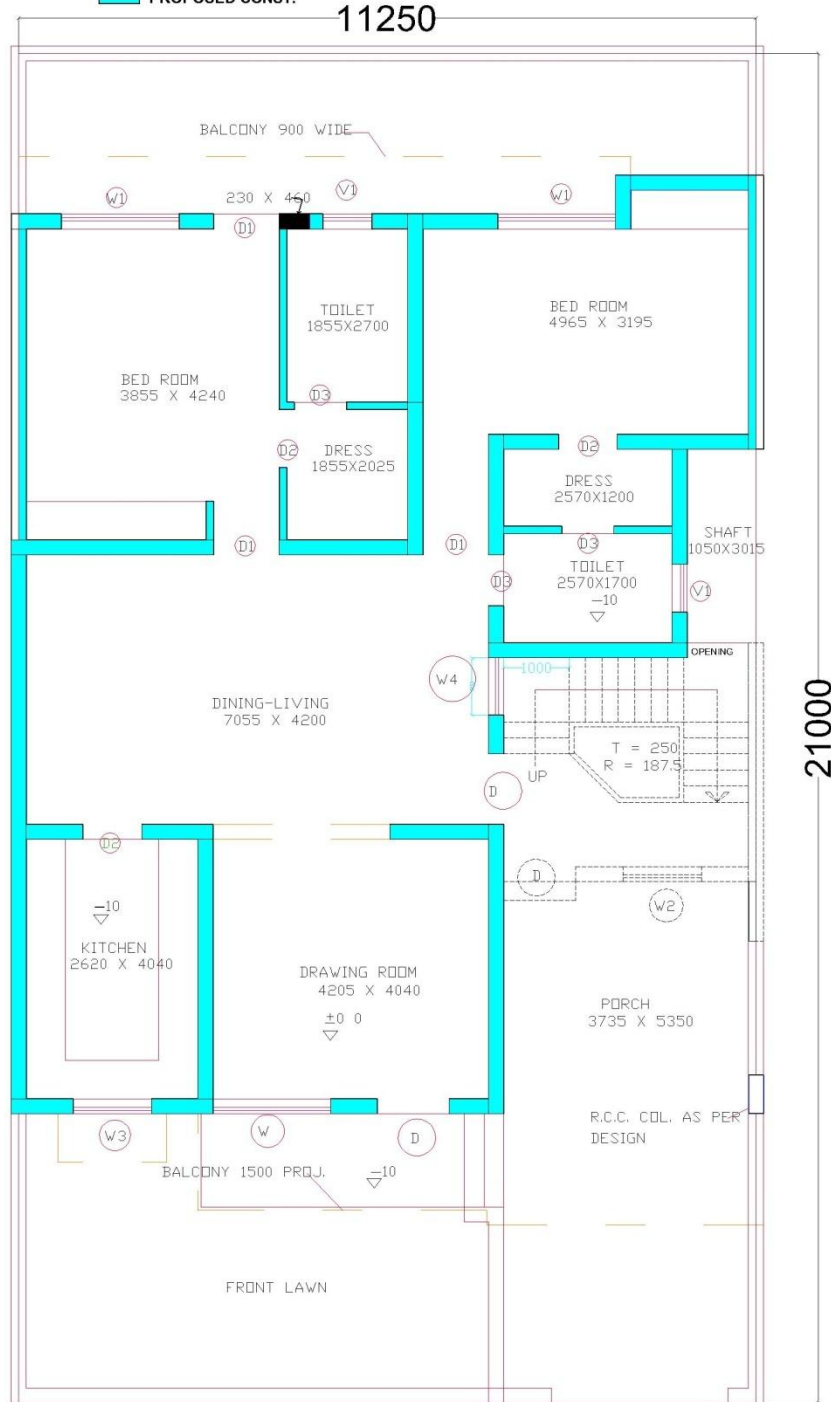 PROPOSED CONST.
11250
BALCONY 900 WIDE
W1
230 X 460
V1
W1
D1
TOILET
1855X2700
BED ROOM
4965 X 3195
BED ROOM
3855 X 4240
D3
D2
DRESS
1855X2025
D2
DRESS
2570X1200
SHAFT
1050X3015
D1
D1
D3
TOILET
2570X1700
-10
D3
V1
OPENING
W4
1000
DINING-LIVING
7055 X 4200
T = 250
R = 187.5
UP
D
21000
D2
D
W2
-10
KITCHEN
2620 X 4040
DRAWING ROOM
4205 X 4040
±0 0
PORCH
3735 X 5350
R.C.C. COL. AS PER
DESIGN
W3
W
D
BALCONY 1500 PROJ.
-10
FRONT LAWN